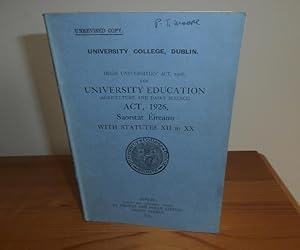 UNREVISED COPY.
P. T. Moore
UNIVERSITY COLLEGE, DUBLIN.
IRISH UNIVERSITIES ACT, 1908,
AND
UNIVERSITY EDUCATION
(AGRICULTURE AND DAIRY SCIENCE)
ACT, 1926,
Saorstát Éireann
WITH STATUTES XII to XX
DUBLIN: